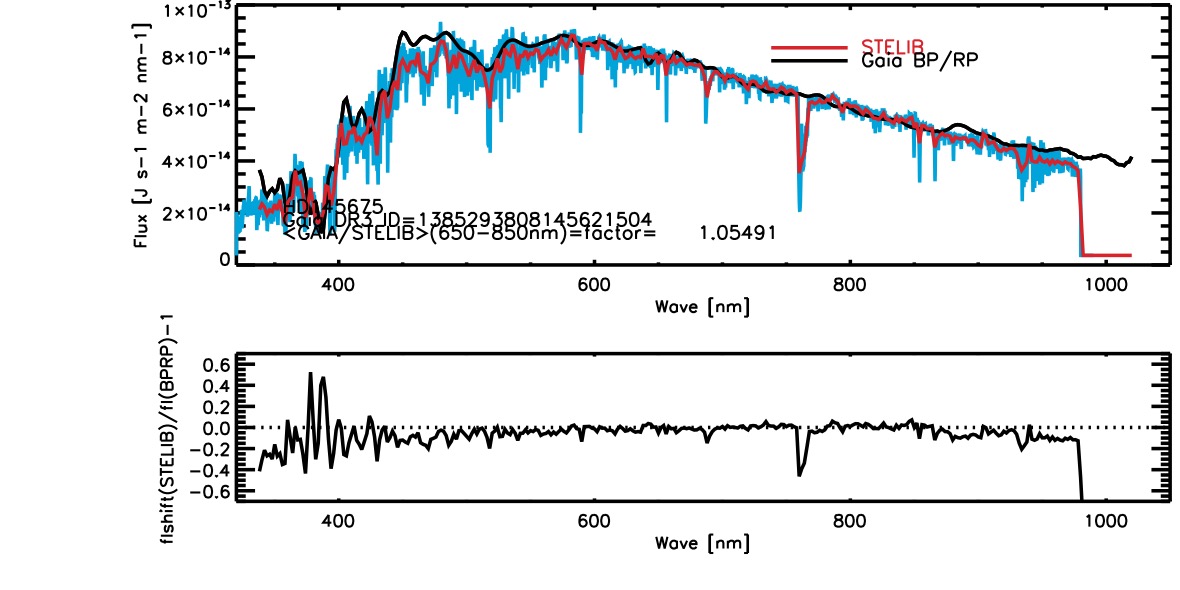 1×10−13
8×10−14
6×10−14
4×10−14
2×10−14
0
Flux [J s−1 m−2 nm−1]
STELIB
Gaia BP/RP
HD145675
Gaia DR3 ID=1385293808145621504
<GAIA/STELIB>(650−850nm)=factor= 1.05491
400 600 800 1000
Wave [nm]
flshift(STELIB)/fl(BPRP)−1
0.6
0.4
0.2
0.0
−0.2
−0.4
−0.6
400 600 800 1000
Wave [nm]